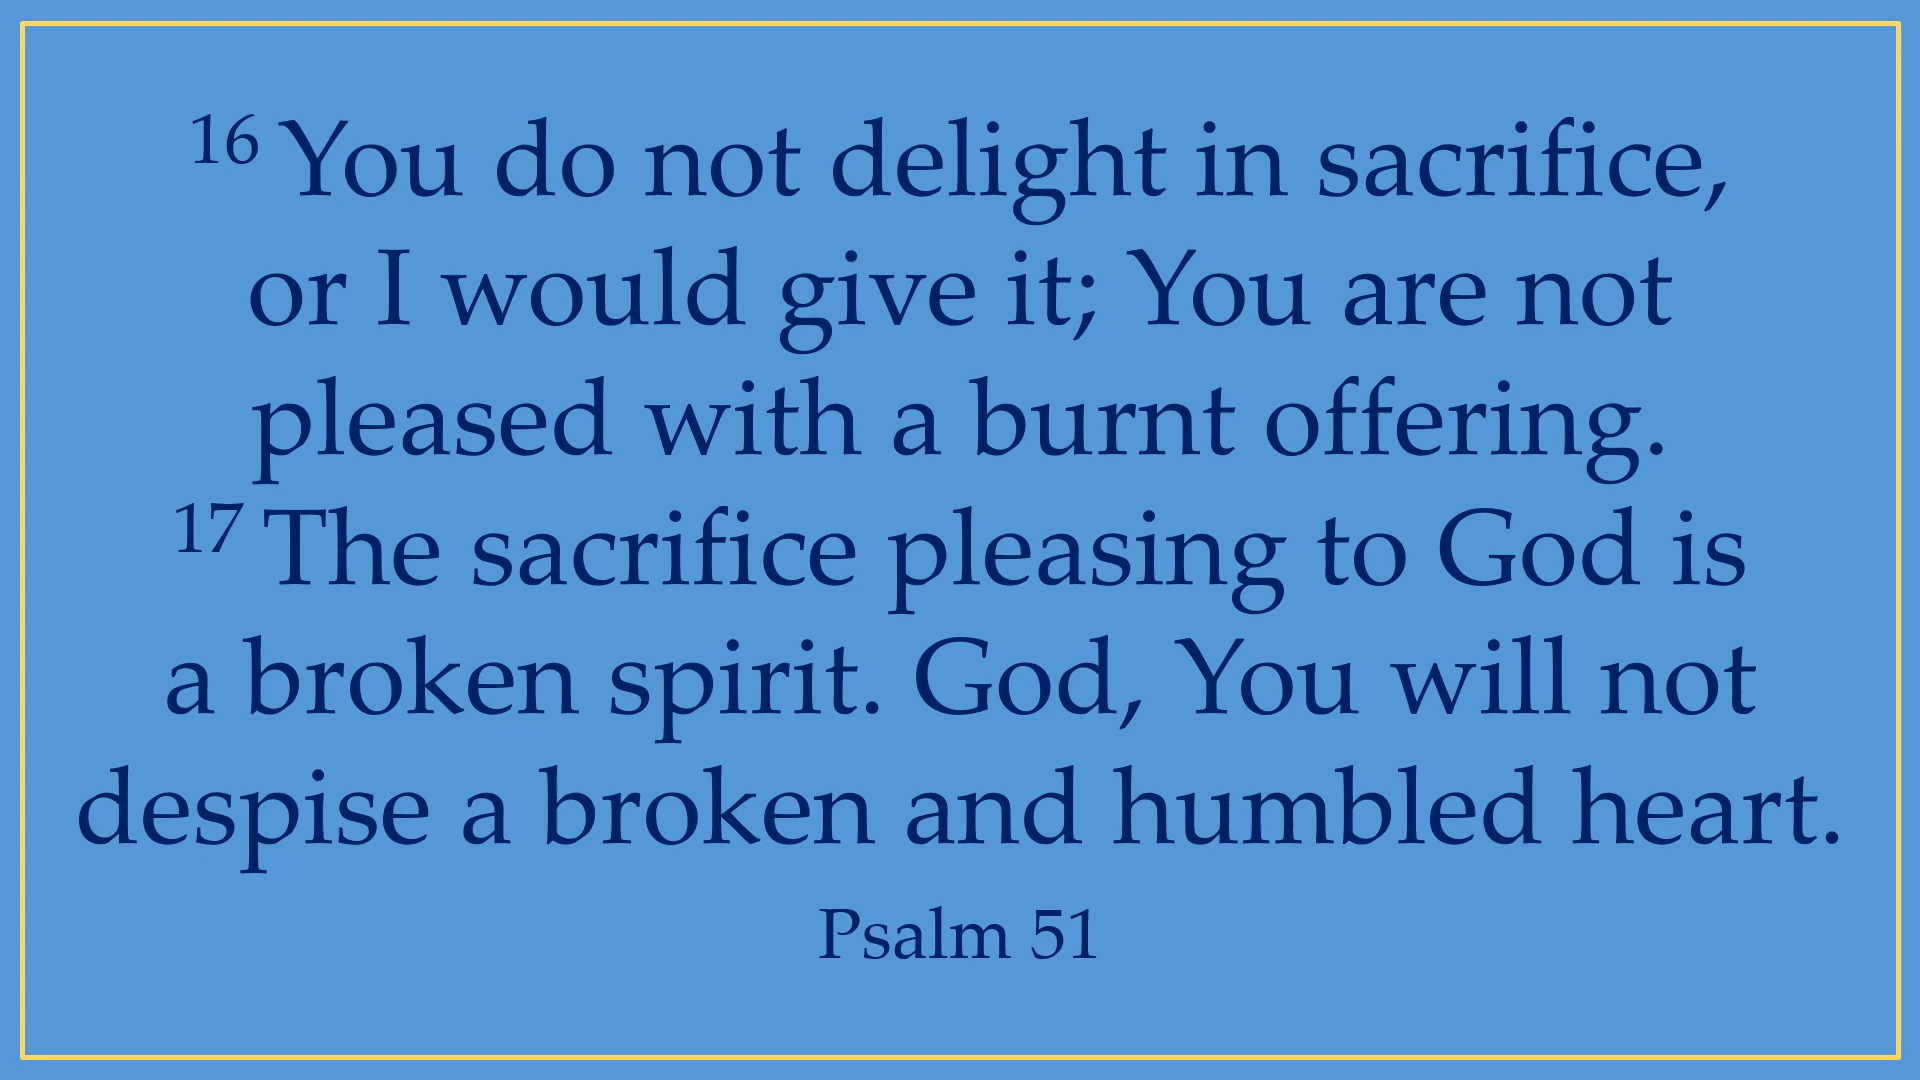 16 You do not delight in sacrifice,
or I would give it; You are not
pleased with a burnt offering.
17 The sacrifice pleasing to God is
a broken spirit. God, You will not
despise a broken and humbled heart.
Psalm 51